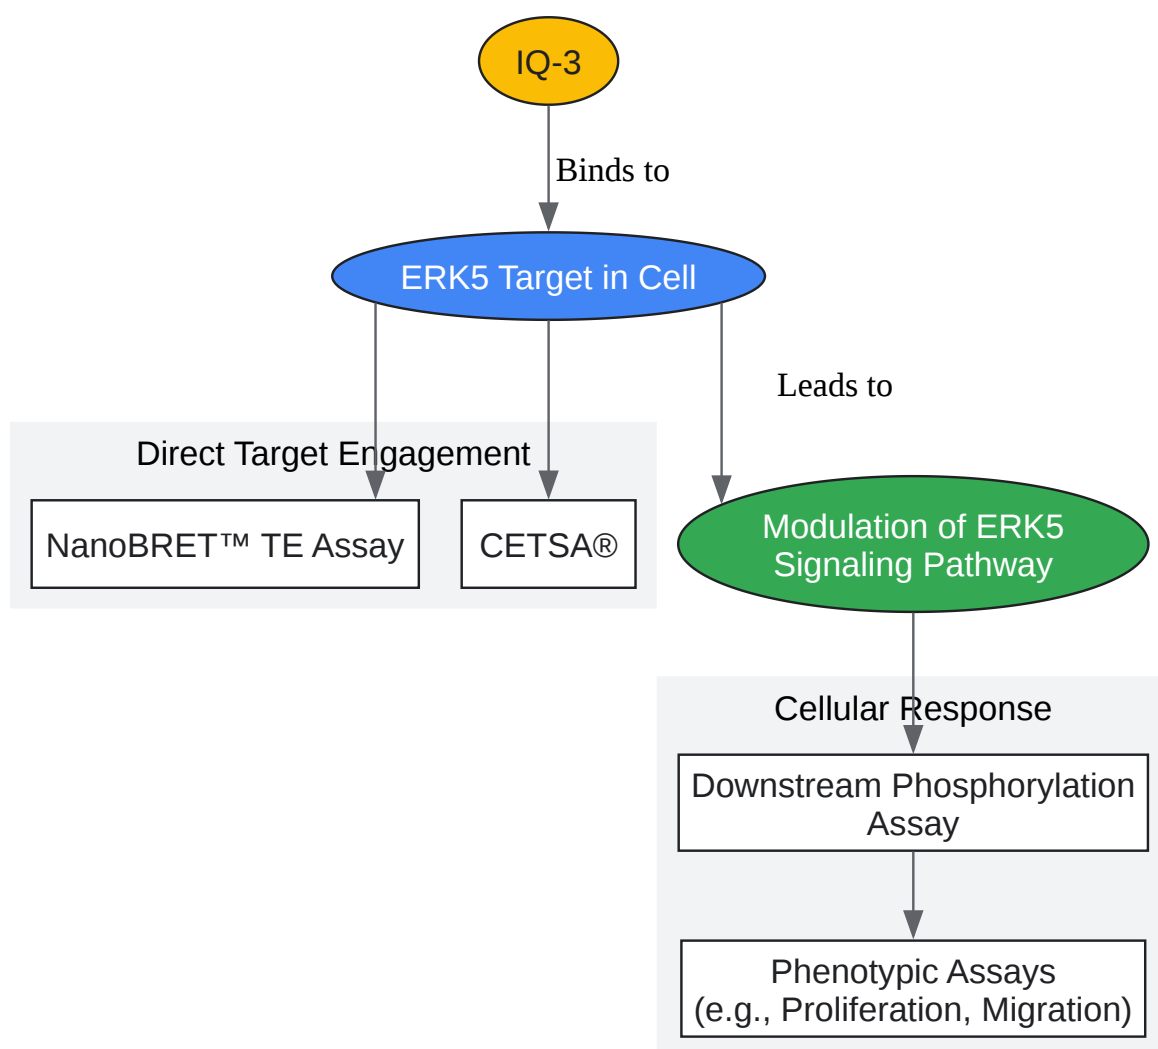 IQ-3
Binds to
ERK5 Target in Cell
Leads to
Direct Target Engagement
NanoBRET™ TE Assay
CETSA®
Modulation of ERK5
Signaling Pathway
Cellular Response
Downstream Phosphorylation
Assay
Phenotypic Assays
(e.g., Proliferation, Migration)